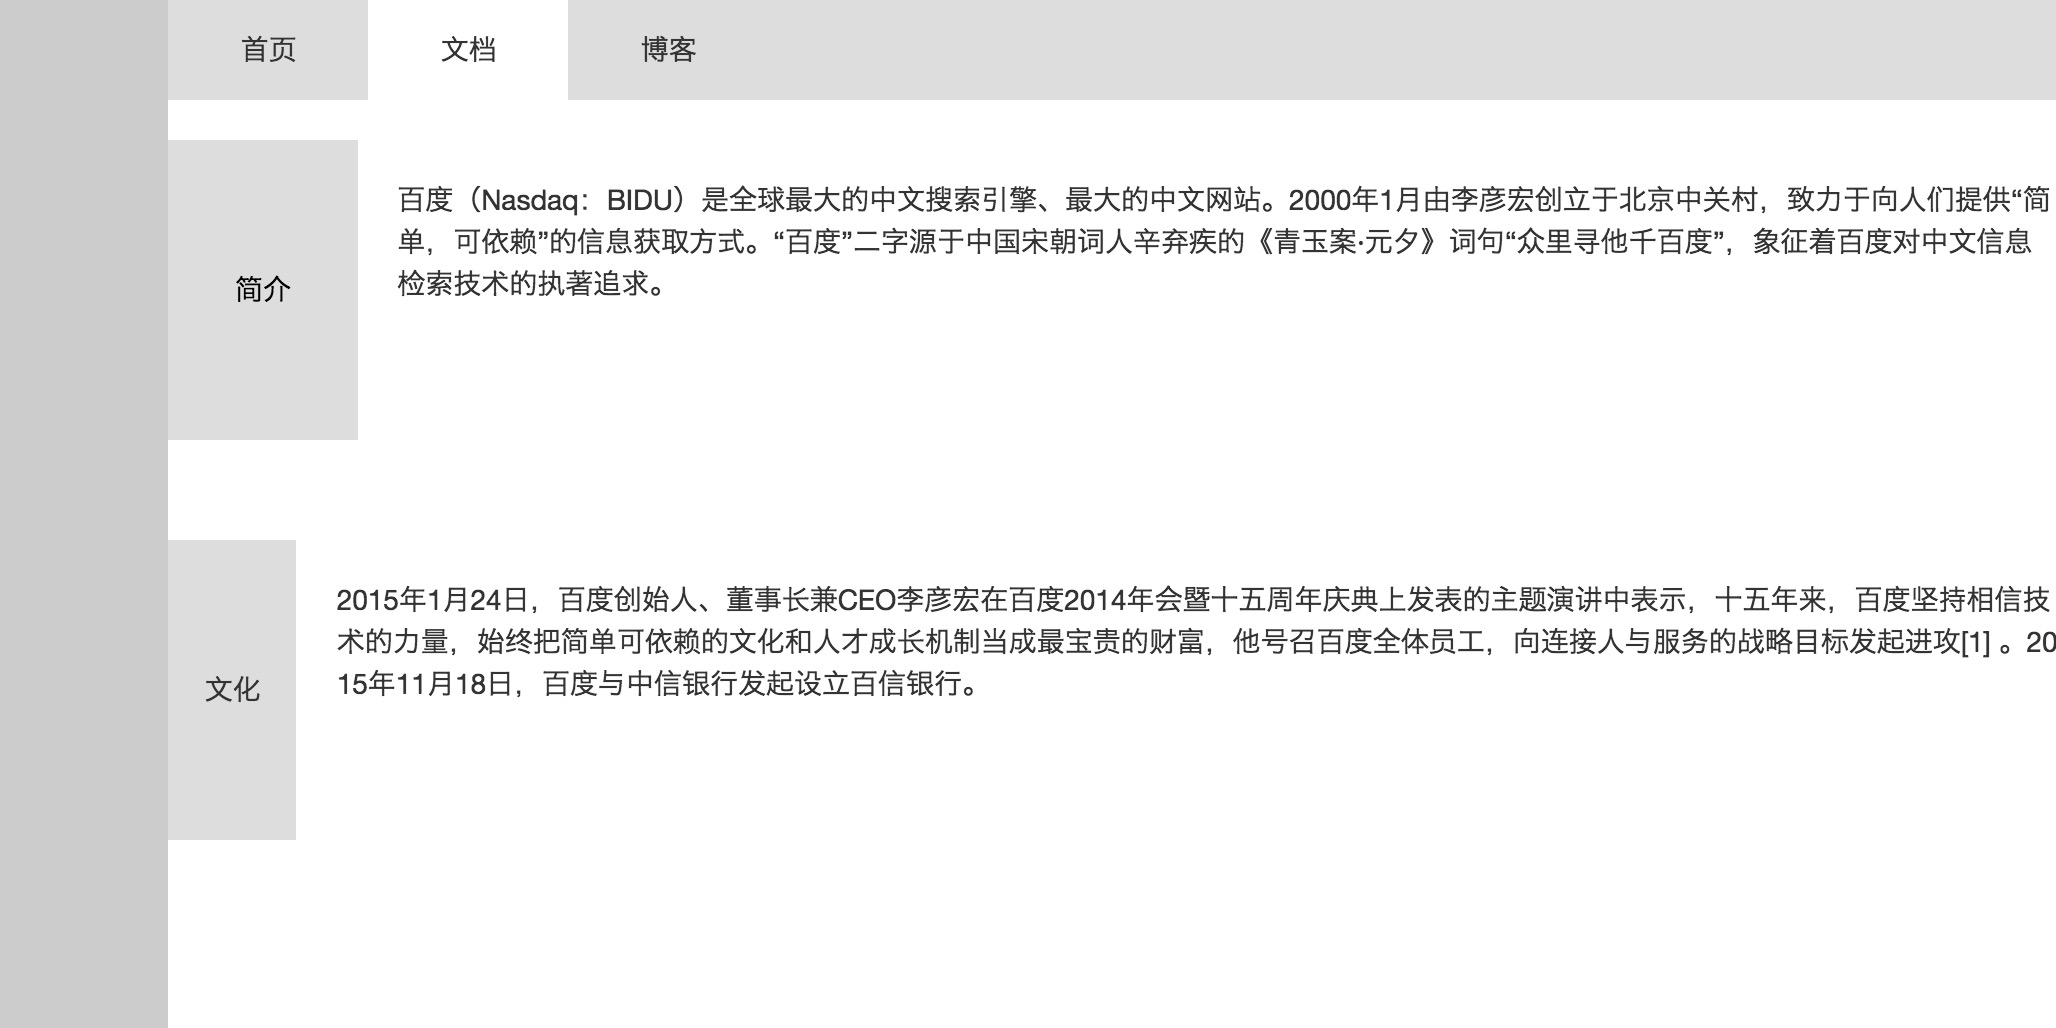 首页
文档
博客
百度（Nasdaq：BIDU）是全球最大的中文搜索引擎、最大的中文网站。2000年1月由李彦宏创立于北京中关村，致力于向人们提供“简
单，可依赖”的信息获取方式。“百度”二字源于中国宋朝词人辛弃疾的《青玉案·元夕》词句“众里寻他千百度”，象征着百度对中文信息
检索技术的执著追求。
简介
2015年1月24日，百度创始人、董事长兼CEO李彦宏在百度2014年会暨十五周年庆典上发表的主题演讲中表示，十五年来，百度坚持相信技
术的力量，始终把简单可依赖的文化和人才成长机制当成最宝贵的财富，他号召百度全体员工，向连接人与服务的战略目标发起进攻[1] 。20
15年11月18日，百度与中信银行发起设立百信银行。
文化